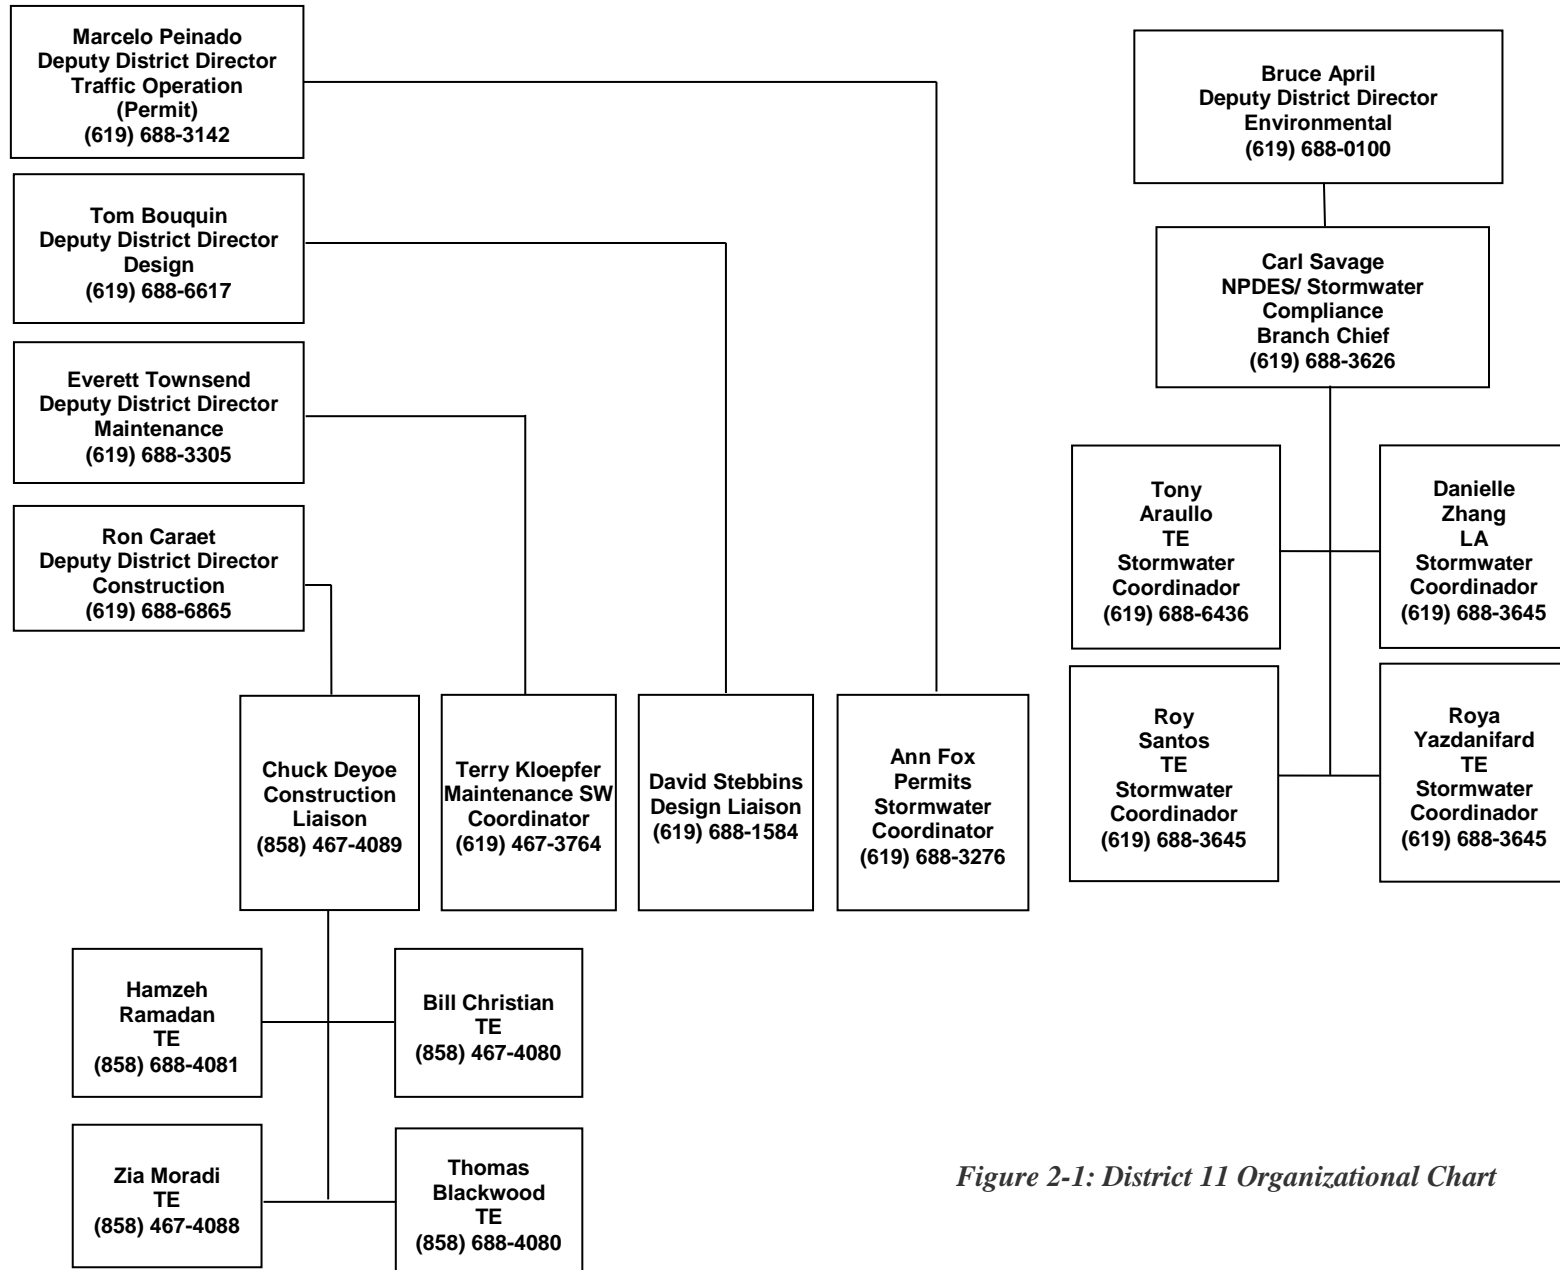 Marcelo Peinado
Deputy District Director
Traffic Operation
(Permit)
(619) 688-3142
Tom Bouquin
Deputy District Director
Design
(619) 688-6617
Everett Townsend
Deputy District Director
Maintenance
(619) 688-3305
Ron Caraet
Deputy District Director
Construction
(619) 688-6865
Chuck Deyoe
Construction
Liaison
(858) 467-4089
Terry Kloepfer
Maintenance SW
Coordinator
(619) 467-3764
David Stebbins
Design Liaison
(619) 688-1584
Ann Fox
Permits
Stormwater
Coordinator
(619) 688-3276
Hamzeh
Ramadan
TE
(858) 688-4081
Bill Christian
TE
(858) 467-4080
Zia Moradi
TE
(858) 467-4088
Thomas
Blackwood
TE
(858) 688-4080
Bruce April
Deputy District Director
Environmental
(619) 688-0100
Carl Savage
NPDES/ Stormwater
Compliance
Branch Chief
(619) 688-3626
Tony
Araullo
TE
Stormwater
Coordinador
(619) 688-6436
Danielle
Zhang
LA
Stormwater
Coordinador
(619) 688-3645
Roy
Santos
TE
Stormwater
Coordinador
(619) 688-3645
Roya
Yazdanifard
TE
Stormwater
Coordinador
(619) 688-3645
Figure 2-1: District 11 Organizational Chart